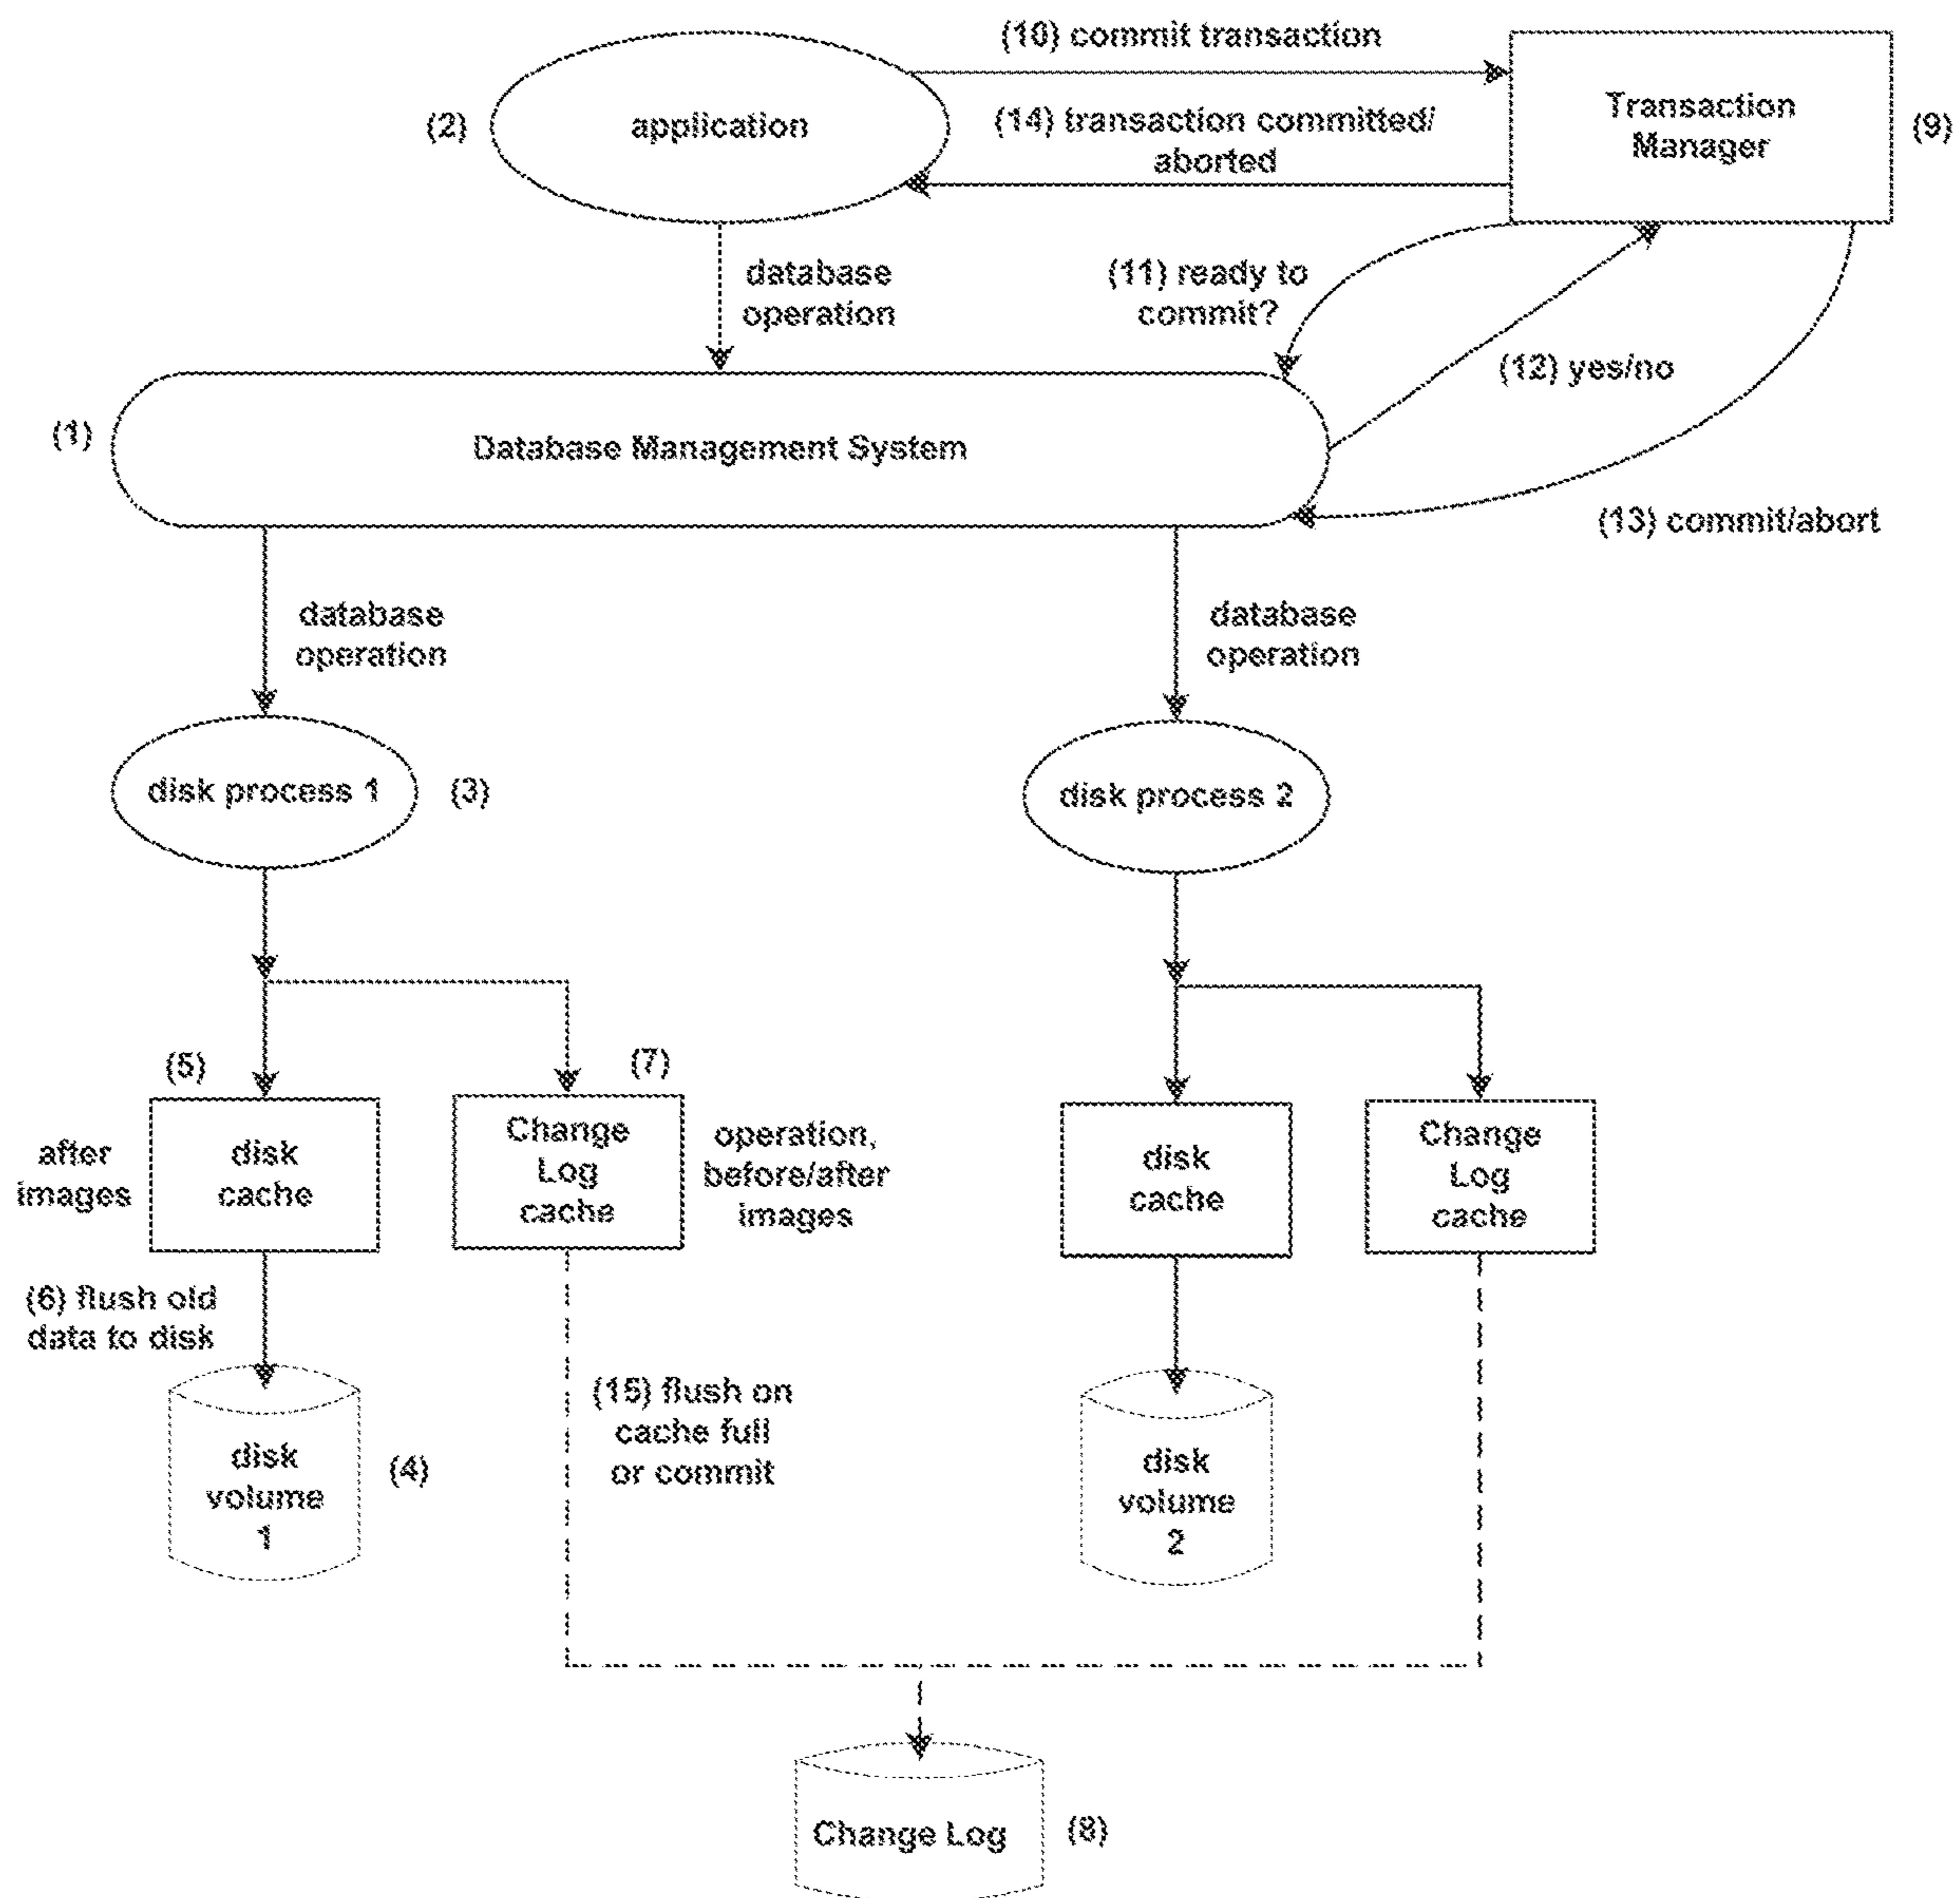 (10) commit transaction
(2)
application
(14) transaction committed/
aborted
Transaction
Manager
(9)
database
operation
(11) ready to
commit?
(12) yes/no
(1)
Database Management System
(13) commit/abort
database
operation
database
operation
disk process 1
(3)
disk process 2
(5)
(7)
after
images
disk
cache
Change
Log
cache
operation,
before/after
images
disk
cache
Change
Log
cache
(6) flush old
data to disk
(15) flush on
cache full
or commit
disk
volume
1
(4)
disk
volume
2
Change Log
(8)